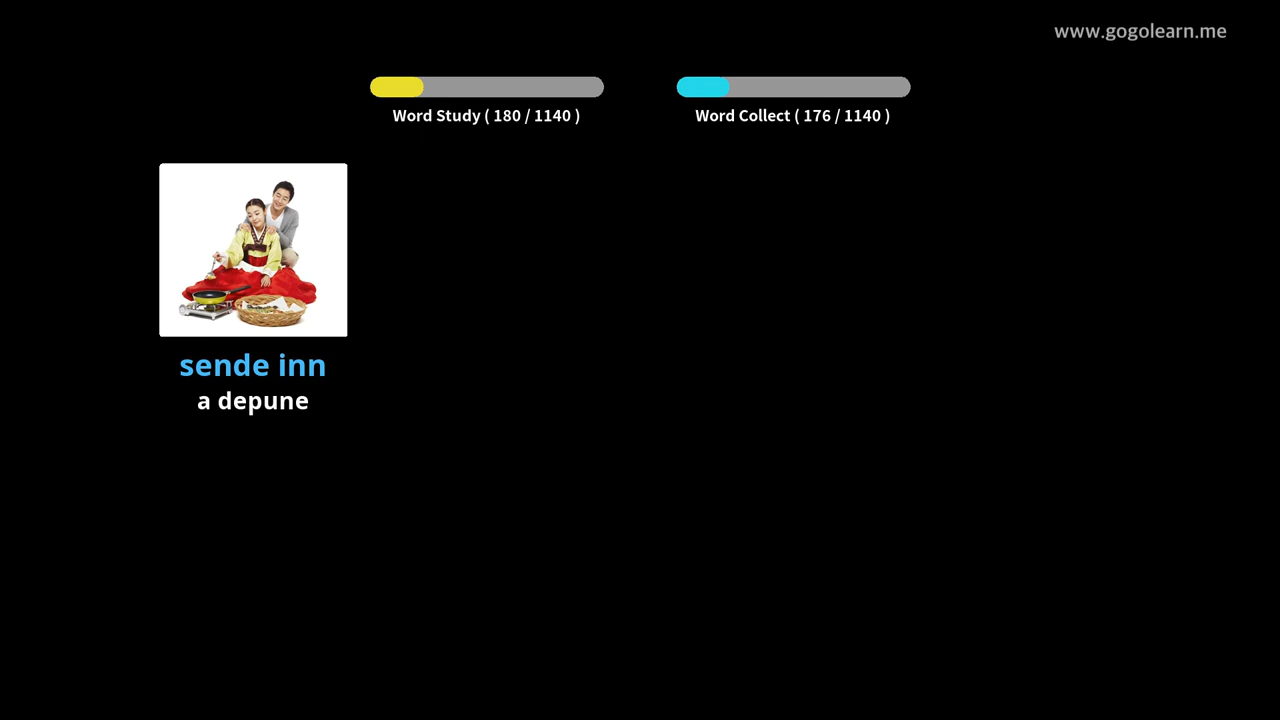 www.gogolearn.me
Word Study ( 180 / 1140 )
Word Collect ( 176 / 1140 )
sende inn
a depune